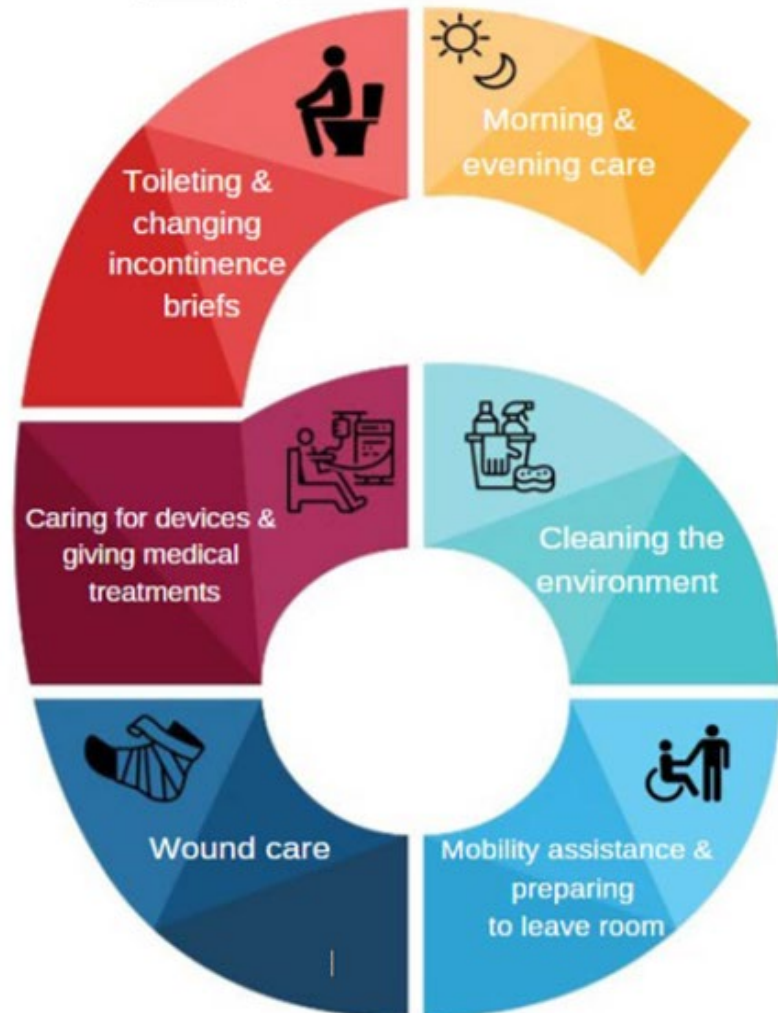 Morning &
evening care
Toileting &
changing
incontinence
briefs
Caring for devices &
giving medical
treatments
Cleaning the
environment
Wound care
Mobility assistance &
preparing
to leave room